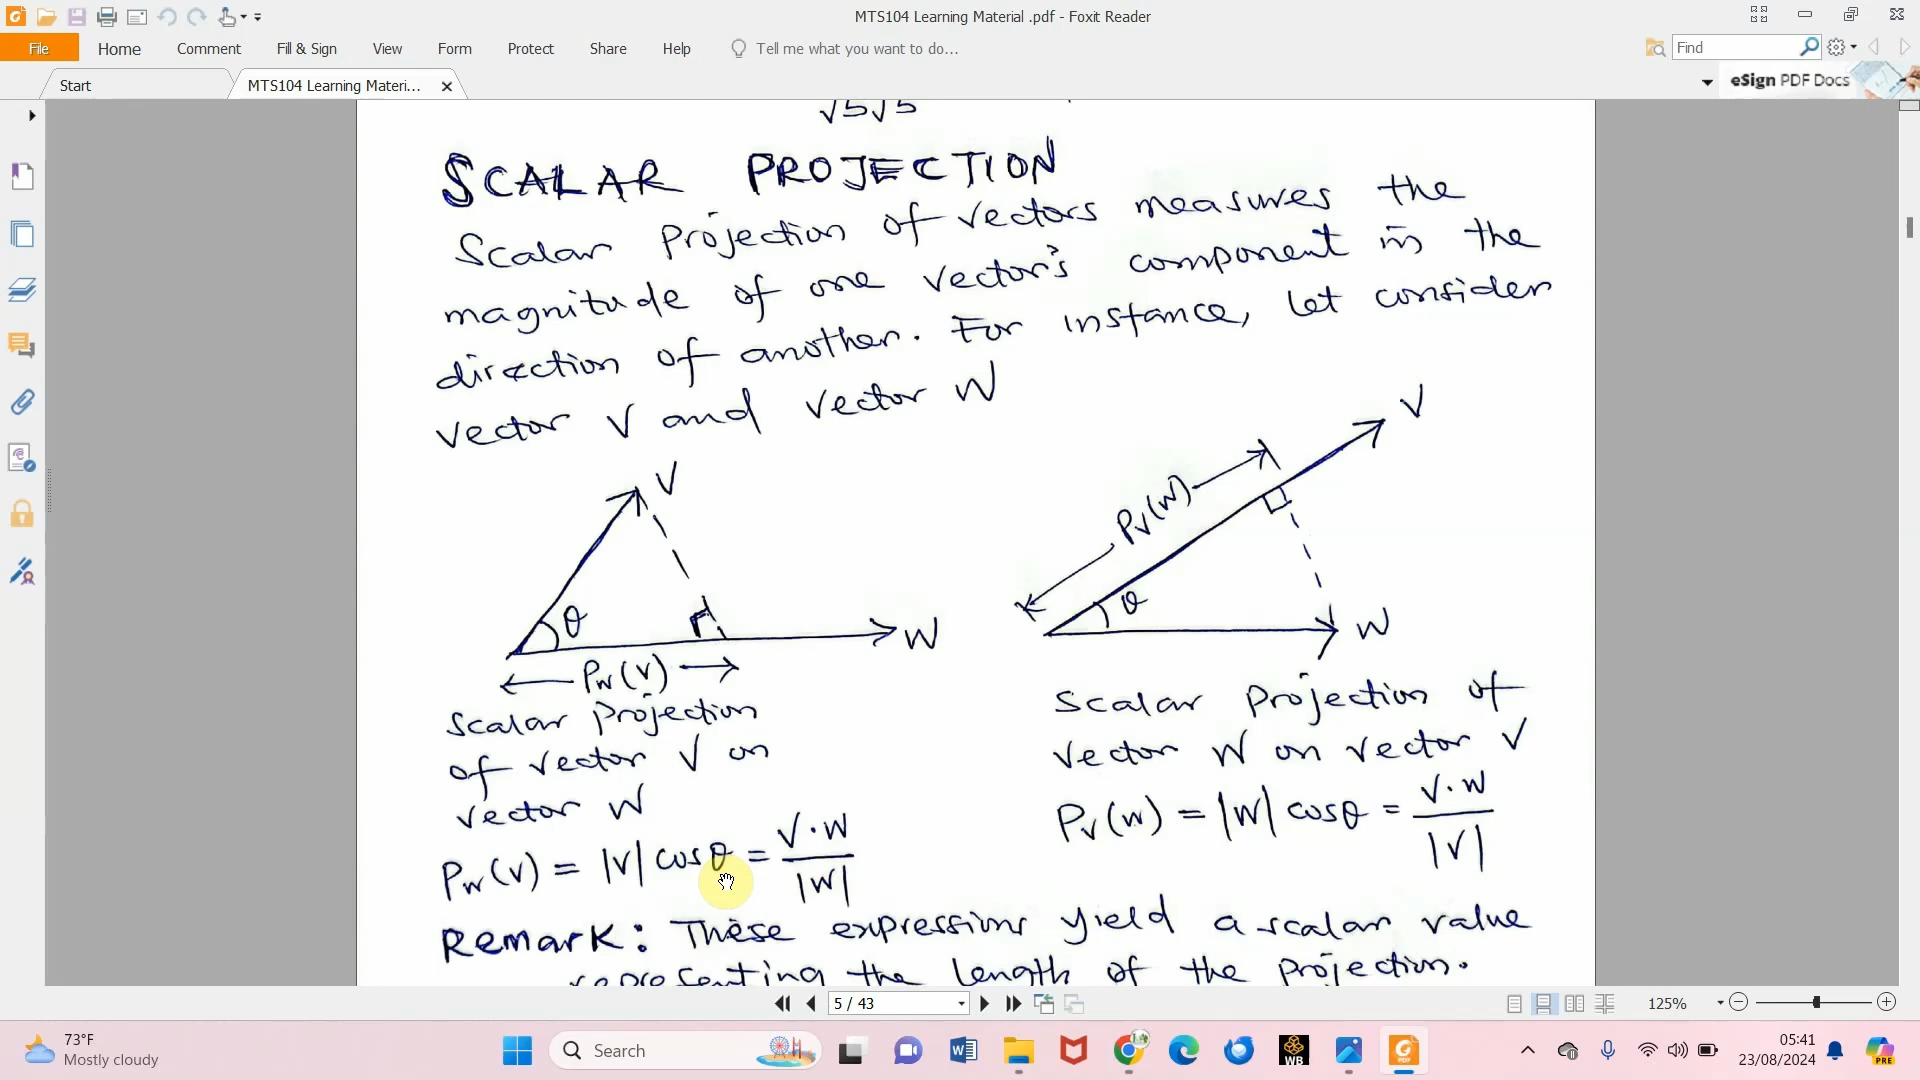 MTS104 Learning Material .pdf - Foxit Reader
File Home Comment Fill & Sign View Form Protect Share Help Tell me what you want to do... Find
Start MTS104 Learning Materi... eSign PDF Docs
√5√5
SCALAR PROJECTION
Scalar Projection of vectors measures the
magnitude of one vector's component in the
direction of another. For instance, let consider
vector V and vector W
V
θ
W
Pw(V)
V
Pv(W)
θ
W
Scalar projection
of vector V on
vector W
Pw(V) = |V| cosθ = V·W / |W|
Scalar projection of
vector W on vector V
Pv(W) = |W| cosθ = V·W / |V|
Remark: These expressions yield a scalar value
representing the length of the projection.
5 / 43 125%
73°F
Mostly cloudy
Search
WB
05:41
23/08/2024
PRE